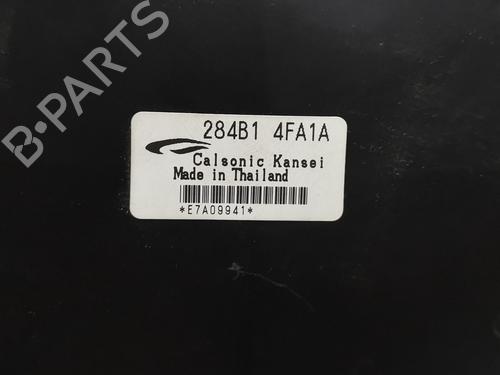 284B1 4FA1A
Calsonic Kansei
Made in Thailand
*E7A09941*
B-PARTS